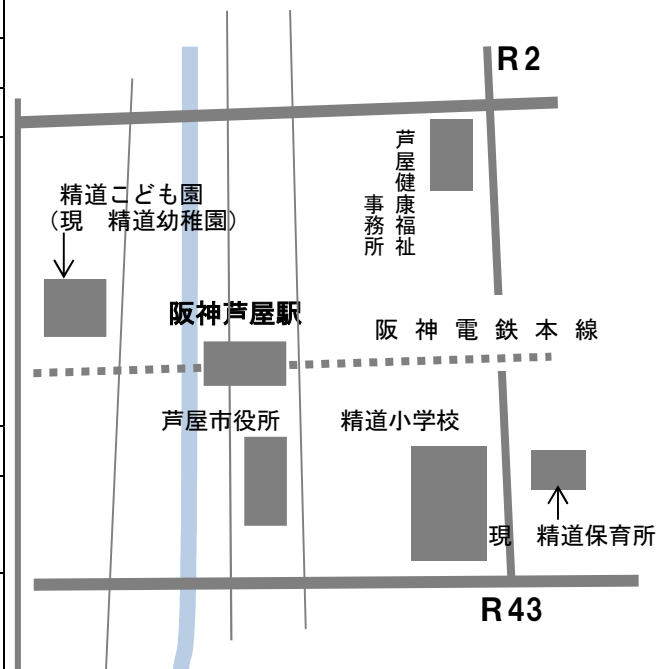 R2
芦屋健康福祉
事務所
精道こども園
(現　精道幼稚園)
阪神芦屋駅
阪神電鉄本線
芦屋市役所
精道小学校
現　精道保育所
R43